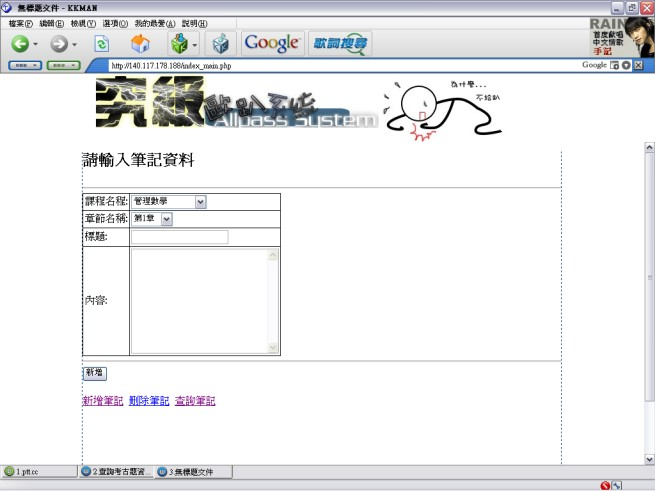 無標題文件 - KKMAN
檔案(F) 編輯(E) 檢視(V) 選項(O) 我的最愛(A) 說明(H)
Google 歌詞搜尋
RAIN
首度獻唱
中文情歌
手記
http://140.117.178.188/index_main.php
Google
突級
歐趴系統
Allpass System
為什麼...
不給趴
請輸入筆記資料
課程名程: 管理數學
章節名稱: 第1章
標題:
內容:
新增
新增筆記 刪除筆記 查詢筆記
1.ptt.cc
2.查詢考古題資...
3.無標題文件